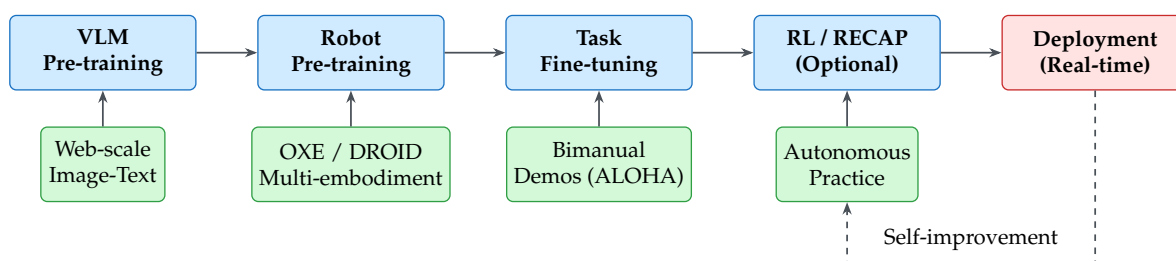 VLM
Pre-training
Robot
Pre-training
Task
Fine-tuning
RL / RECAP
(Optional)
Deployment
(Real-time)
Web-scale
Image-Text
OXE / DROID
Multi-embodiment
Bimanual
Demos (ALOHA)
Autonomous
Practice
Self-improvement